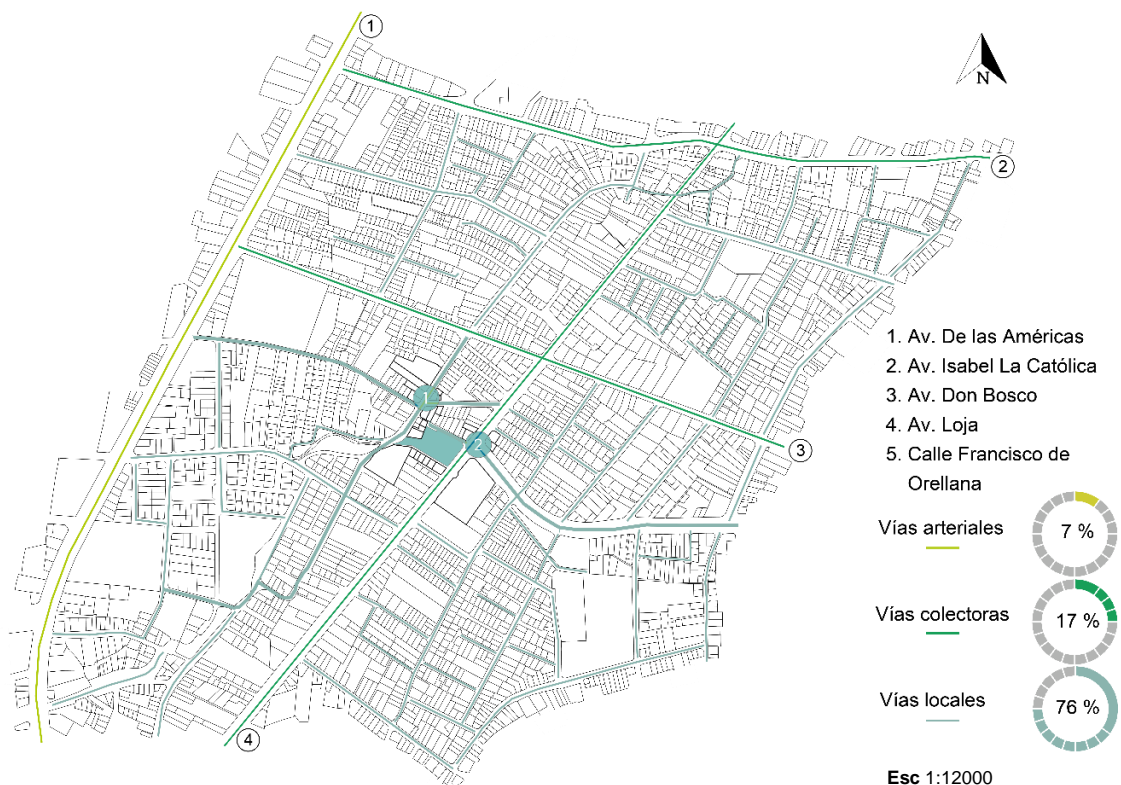 1
N
2
1. Av. De las Américas
2. Av. Isabel La Católica
3. Av. Don Bosco
4. Av. Loja
5. Calle Francisco de
Orellana
1
2
3
Vías arteriales
7 %
Vías colectoras
17 %
Vías locales
76 %
4
Esc 1:12000